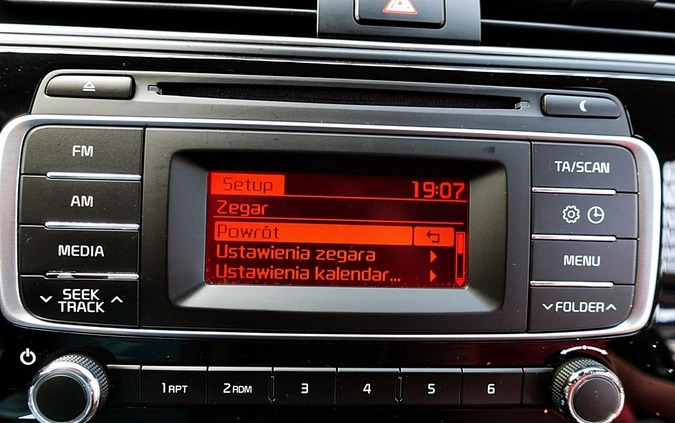 FM
AM
MEDIA
SEEK
TRACK
Setup 19:07
Zegar
Powrót
Ustawienia zegara
Ustawienia kalendar...
TA/SCAN
MENU
FOLDER
1 RPT
2 RDM
3
4
5
6